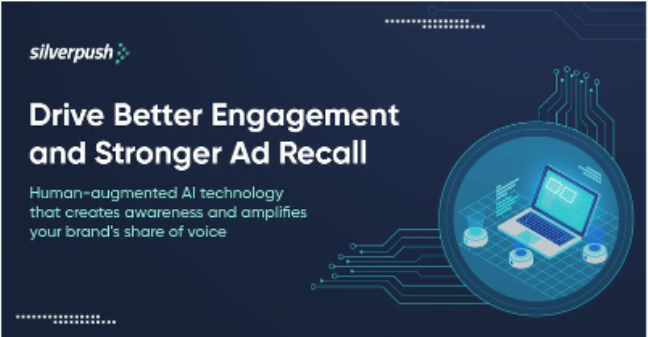 silverpush
Drive Better Engagement
and Stronger Ad Recall
Human-augmented AI technology
that creates awareness and amplifies
your brand's share of voice